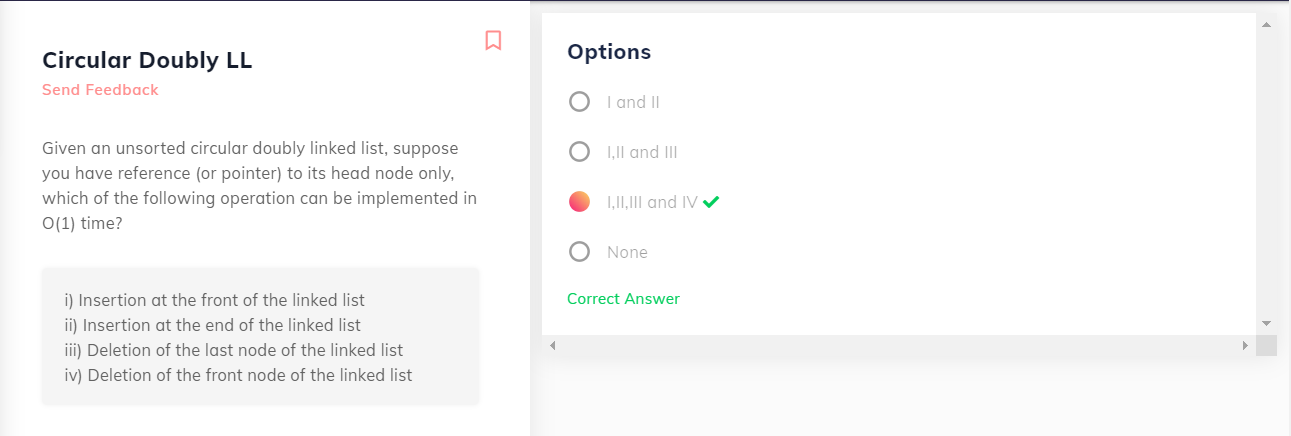 Circular Doubly LL
Send Feedback
Given an unsorted circular doubly linked list, suppose
you have reference (or pointer) to its head node only,
which of the following operation can be implemented in
O(1) time?
i) Insertion at the front of the linked list
ii) Insertion at the end of the linked list
iii) Deletion of the last node of the linked list
iv) Deletion of the front node of the linked list
Options
I and II
I,II and III
I,II,III and IV
None
Correct Answer